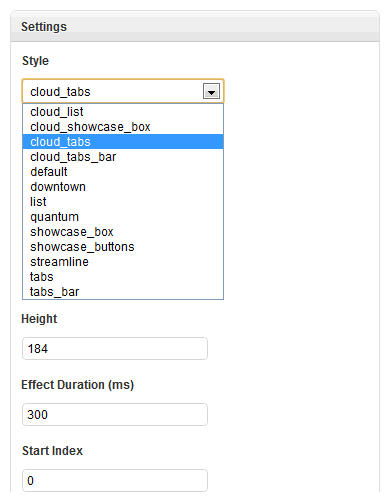 Settings
Style
cloud_tabs
cloud_list
cloud_showcase_box
cloud_tabs
cloud_tabs_bar
default
downtown
list
quantum
showcase_box
showcase_buttons
streamline
tabs
tabs_bar
Height
184
Effect Duration (ms)
300
Start Index
0